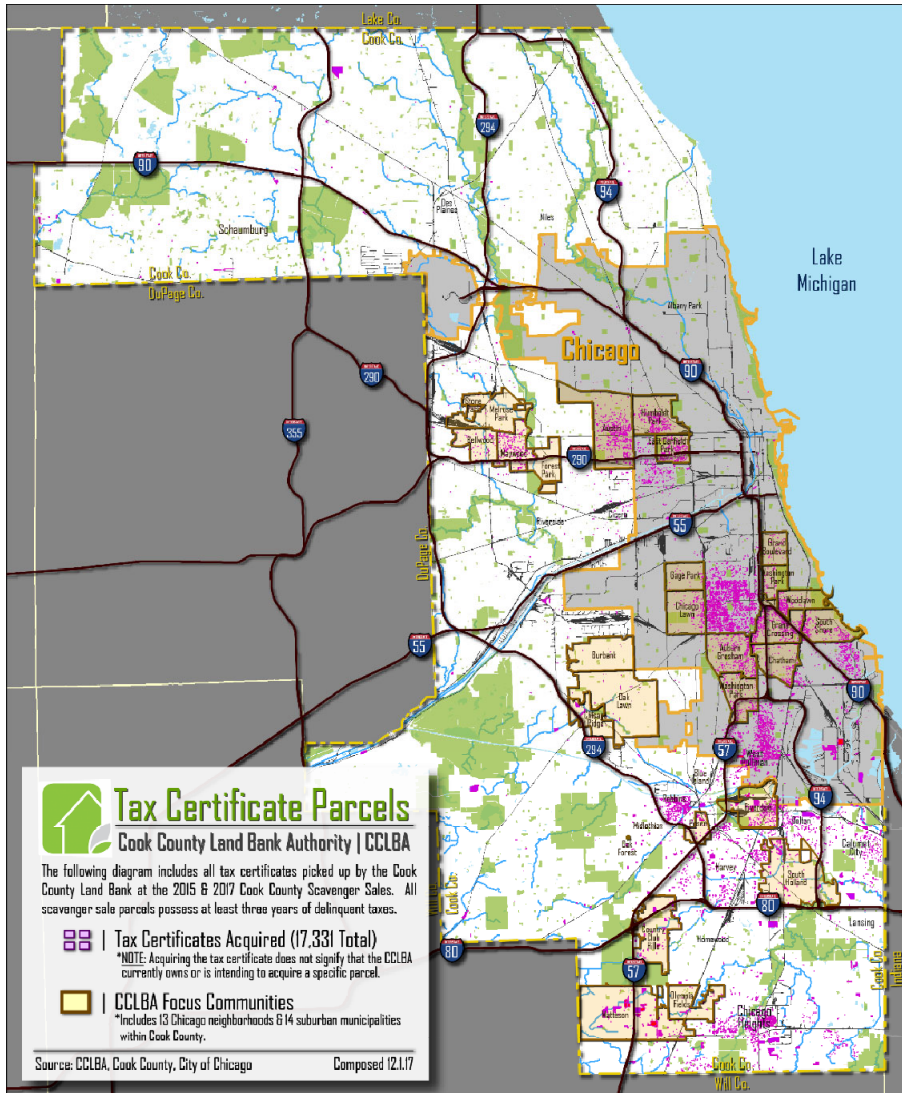 Lake Co.
Cook Co.
INTERSTATE
294
90
94
Des
Plaines
Niles
Schaumburg
Cook Co.
DuPage Co.
Lake
Michigan
Albany Park
Chicago
290
90
355
Stone
Park
Melrose
Park
Humboldt
Park
Bellwood
Austin
East Garfield
Park
Maywood
Forest
Park
290
Riverside
Cicero
55
DuPage Co.
Grand
Boulevard
Gage Park
Washington
Park
Woodlawn
Chicago
Lawn
Grand
Crossing
South
Shore
55
Burbank
Auburn
Gresham
Chatham
Oak
Lawn
Washington
Park
90
Ridge
294
57
West
Pullman
Blue
Island
94
Midlothian
Dolton
Calumet
City
Oak
Forest
Harvey
South
Holland
Cook Co.
80
Lansing
Country
Club
Hills
Homewood
80
57
Cook Co.
Indiana
Matteson
Olympia
Fields
Chicago
Heights
Cook Co.
Will Co.
Tax Certificate Parcels
Cook County Land Bank Authority | CCLBA
The following diagram includes all tax certificates picked up by the Cook
County Land Bank at the 2015 & 2017 Cook County Scavenger Sales. All
scavenger sale parcels possess at least three years of delinquent taxes.
| Tax Certificates Acquired (17,331 Total)
*NOTE: Acquiring the tax certificate does not signify that the CCLBA
currently owns or is intending to acquire a specific parcel.
| CCLBA Focus Communities
*Includes 13 Chicago neighborhoods & 14 suburban municipalities
within Cook County.
Source: CCLBA, Cook County, City of Chicago Composed 12.1.17